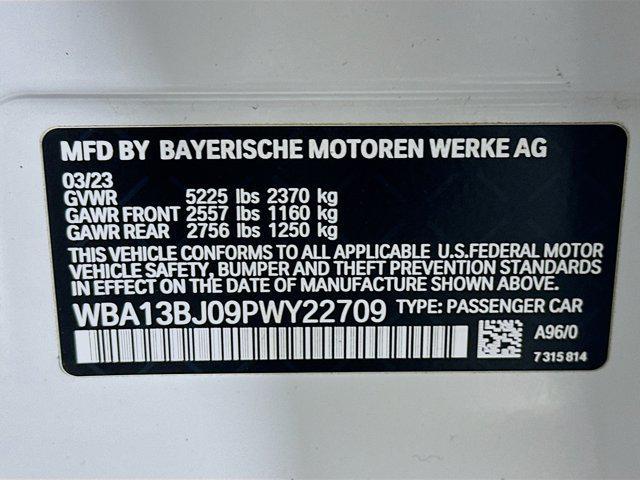 MFD BY BAYERISCHE MOTOREN WERKE AG
03/23
GVWR 5225 lbs 2370 kg
GAWR FRONT 2557 lbs 1160 kg
GAWR REAR 2756 lbs 1250 kg
THIS VEHICLE CONFORMS TO ALL APPLICABLE U.S.FEDERAL MOTOR
VEHICLE SAFETY, BUMPER, AND THEFT PREVENTION STANDARDS
IN EFFECT ON THE DATE OF MANUFACTURE SHOWN ABOVE.
WBA13BJ09PWY22709 TYPE: PASSENGER CAR
A96/0
7 315 814